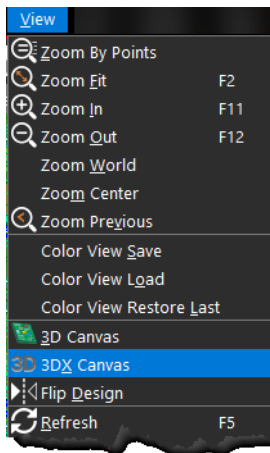 View
Zoom By Points
Zoom Fit F2
Zoom In F11
Zoom Out F12
Zoom World
Zoom Center
Zoom Previous
Color View Save
Color View Load
Color View Restore Last
3D Canvas
3D 3DX Canvas
Flip Design
Refresh F5